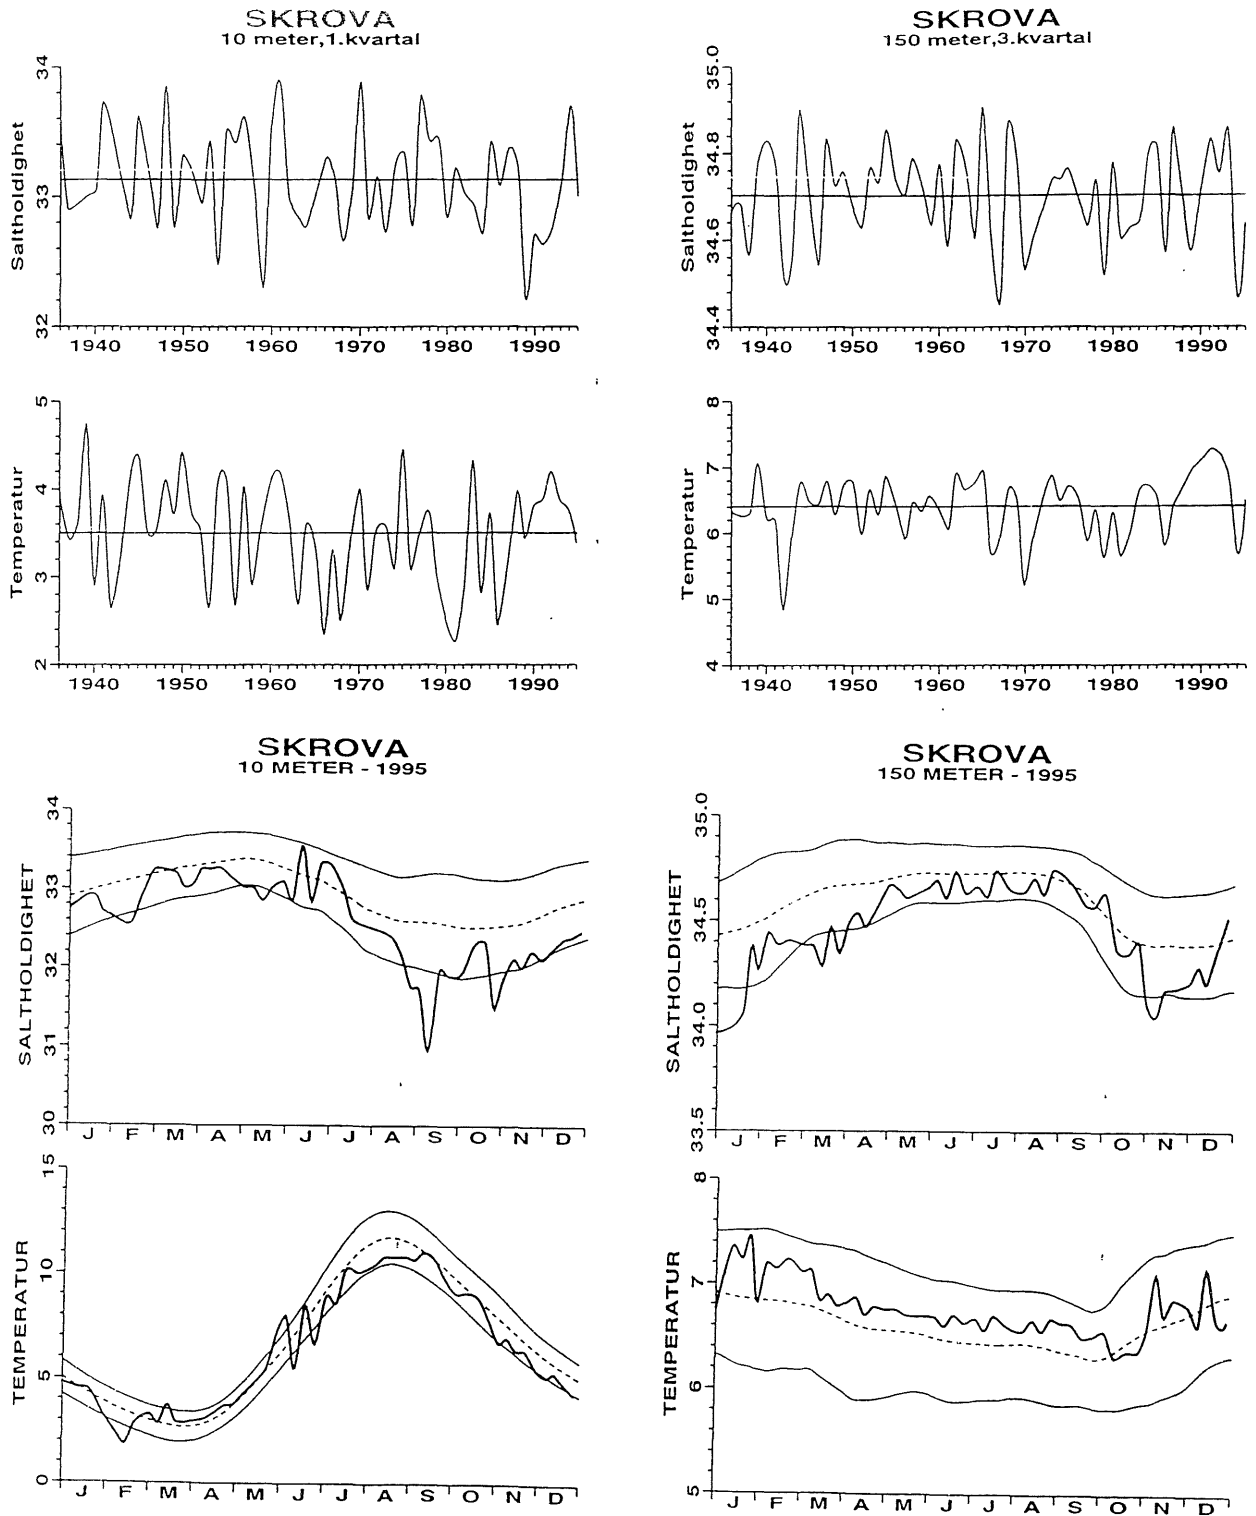 SKROVA
10 meter,1.kvartal
34
33
32
Saltholdighet
1940 1950 1960 1970 1980 1990
5
4
3
2
Temperatur
1940 1950 1960 1970 1980 1990
SKROVA
150 meter,3.kvartal
35.0
34.8
34.6
34.4
Saltholdighet
1940 1950 1960 1970 1980 1990
8
7
6
5
4
Temperatur
1940 1950 1960 1970 1980 1990
SKROVA
10 METER - 1995
34
33
32
31
30
SALTHOLDIGHET
J F M A M J J A S O N D
15
10
5
0
TEMPERATUR
J F M A M J J A S O N D
SKROVA
150 METER - 1995
35.0
34.5
34.0
33.5
SALTHOLDIGHET
J F M A M J J A S O N D
8
7
6
5
TEMPERATUR
J F M A M J J A S O N D